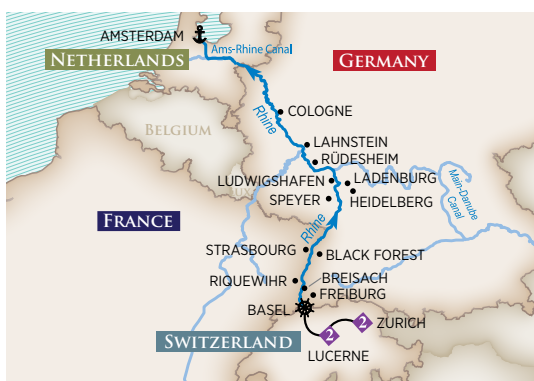 AMSTERDAM
Ams-Rhine Canal
NETHERLANDS
GERMANY
COLOGNE
Rhine
BELGIUM
LAHNSTEIN
RÜDESHEIM
LUDWIGSHAFEN
LADENBURG
SPEYER
HEIDELBERG
Main-Danube
Canal
FRANCE
Rhine
STRASBOURG
BLACK FOREST
RIQUEWIHR
BREISACH
FREIBURG
BASEL
2
2
ZURICH
SWITZERLAND
LUCERNE